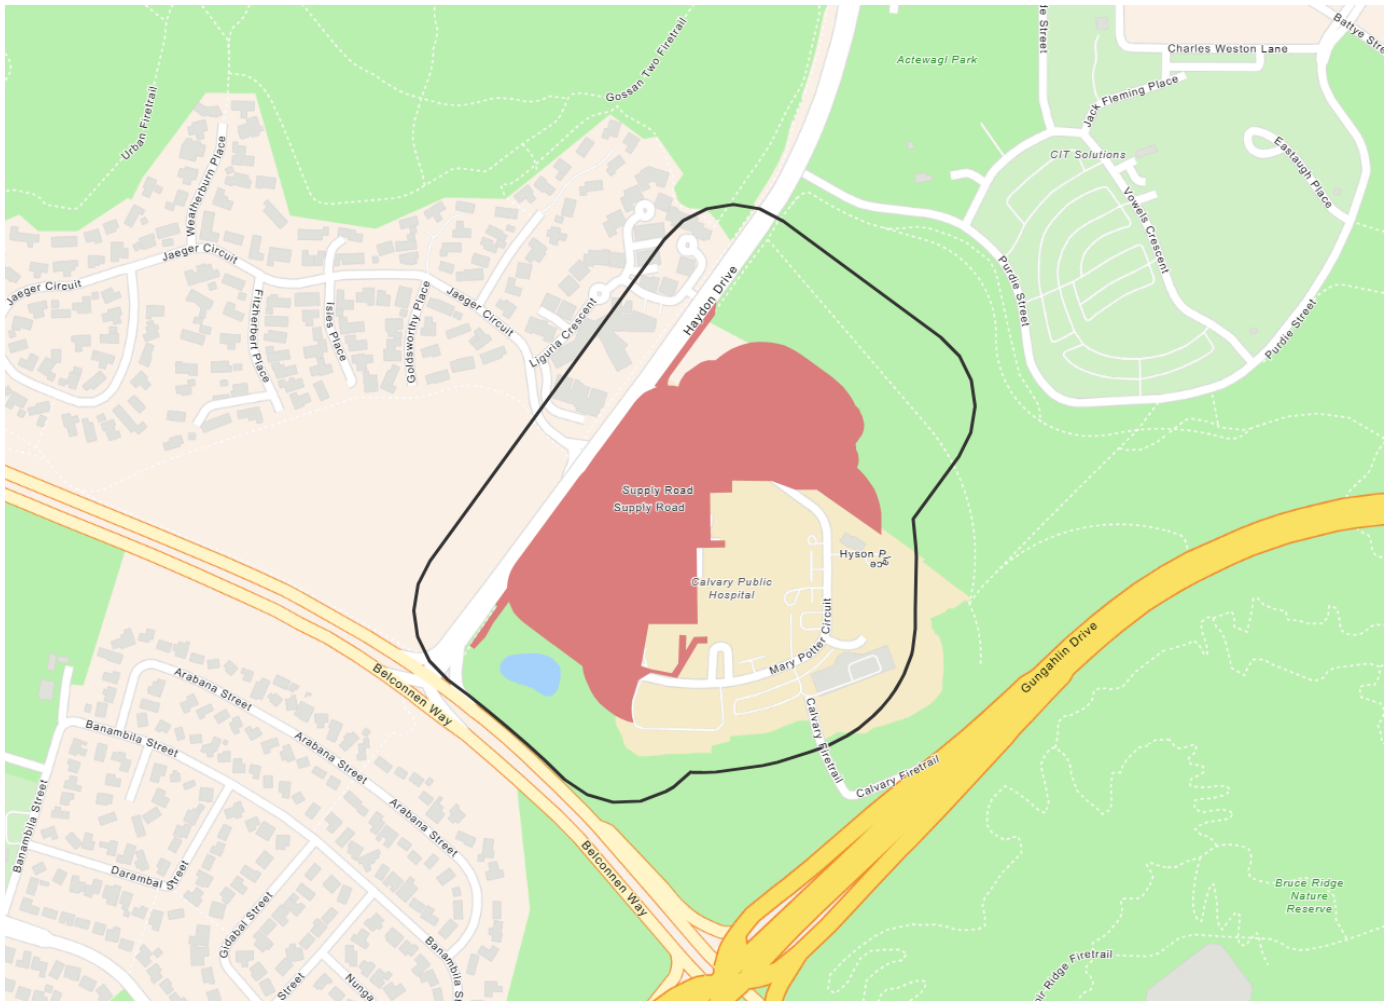 de Street
Battye Stre
Charles Weston Lane
Actewagl Park
Gossan Two Firetrail
Urban Firetrail
Jack Fleming Place
CIT Solutions
Eastaugh Place
Weatherburn Place
Vowels Crescent
Jaeger Circuit
Jaeger Circuit
Jaeger Circuit
Purdie Street
Purdie Street
Haydon Drive
Fitzherbert Place
Isles Place
Goldsworthy Place
Liguria Crescent
Supply Road
Supply Road
Hyson Place
Calvary Public
Hospital
Mary Potter Circuit
Gungahlin Drive
Belconnen Way
Arabana Street
Arabana Street
Arabana Street
Banambila Street
Banambila Street
Banambila St
Calvary Firetrail
Calvary Firetrail
Belconnen Way
Darambal Street
Gidabal Street
Street
Nunga
Bruce Ridge
Nature
Reserve
Ridge Firetrail